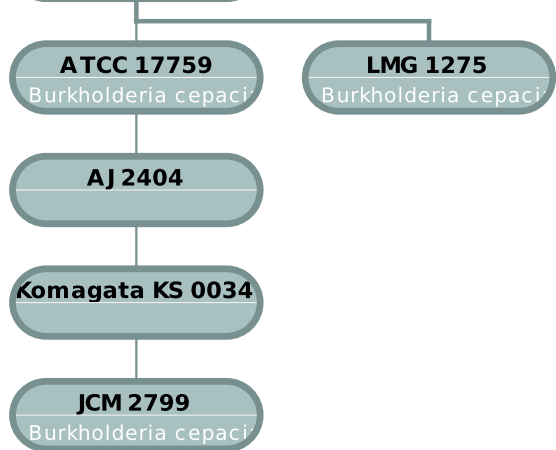 ATCC 17759
Burkholderia cepaci
LMG 1275
Burkholderia cepaci
AJ 2404
Komagata KS 0034
JCM 2799
Burkholderia cepaci